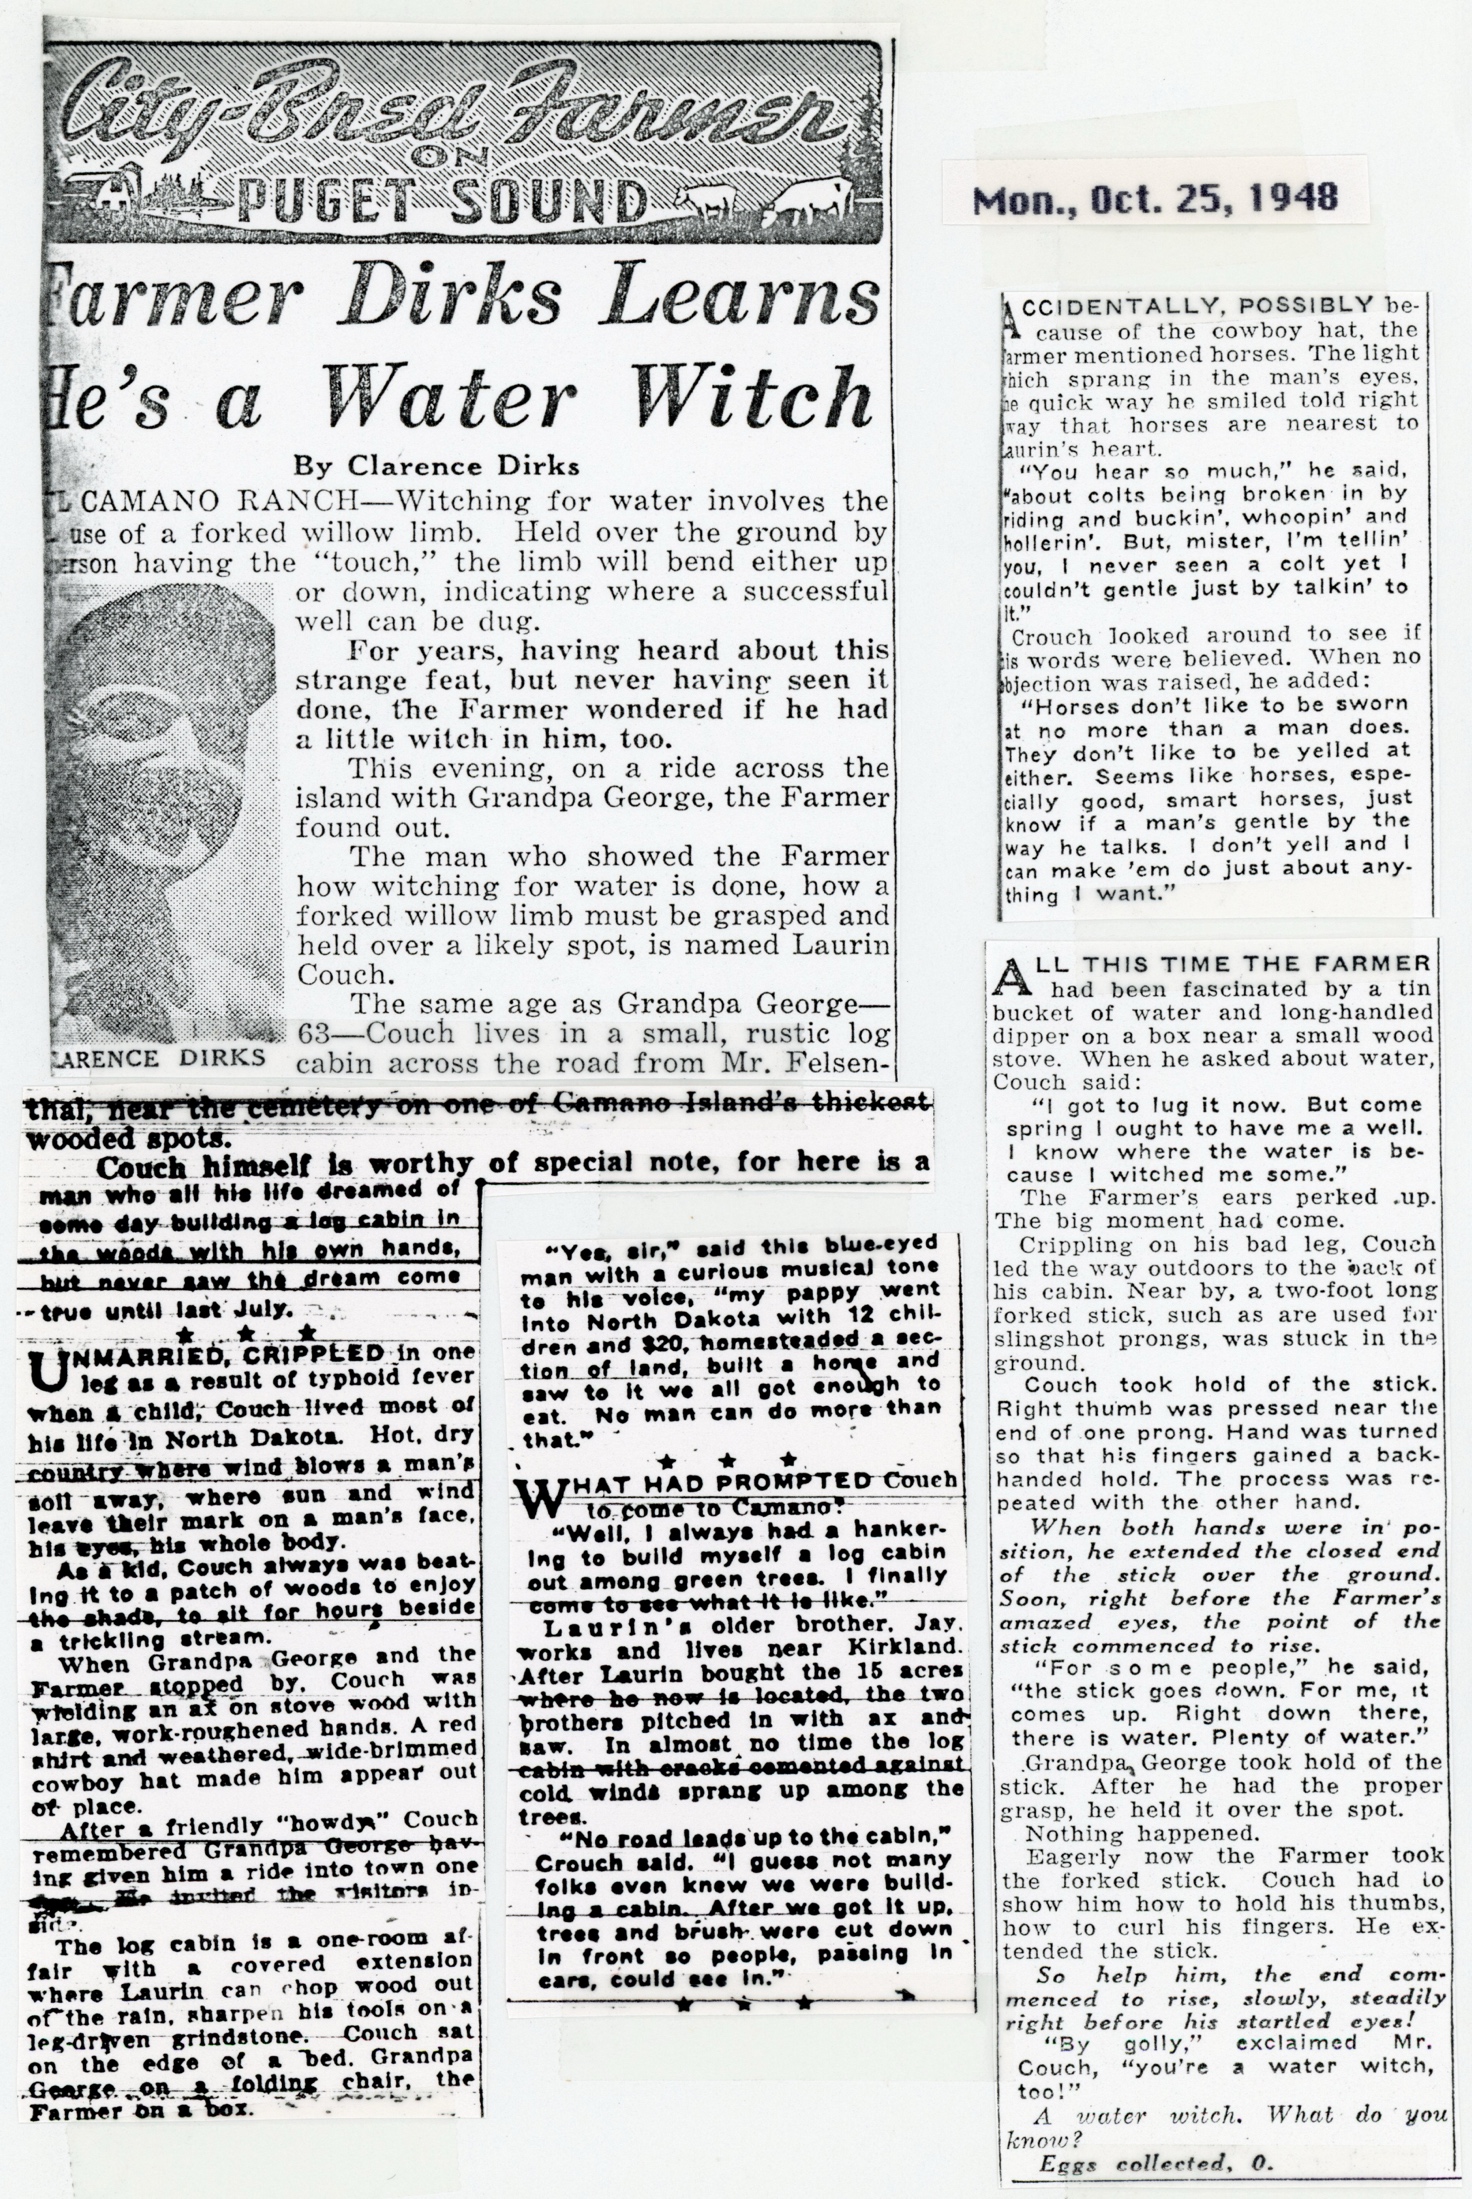 City-Bred Farmer
ON
PUGET SOUND
Farmer Dirks Learns
He's a Water Witch
By Clarence Dirks
L CAMANO RANCH—Witching for water involves the
use of a forked willow limb. Held over the ground by
erson having the "touch," the limb will bend either up
or down, indicating where a successful
well can be dug.
For years, having heard about this
strange feat, but never having seen it
done, the Farmer wondered if he had
a little witch in him, too.
This evening, on a ride across the
island with Grandpa George, the Farmer
found out.
The man who showed the Farmer
how witching for water is done, how a
forked willow limb must be grasped and
held over a likely spot, is named Laurin
Couch.
The same age as Grandpa George—
63—Couch lives in a small, rustic log
cabin across the road from Mr. Felsen-
LARENCE DIRKS
thal, near the cemetery on one of Camano Island's thickest
wooded spots.
Couch himself is worthy of special note, for here is a
man who all his life dreamed of
some day building a log cabin in
the woods with his own hands,
but never saw the dream come
true until last July.
★ ★ ★
UNMARRIED, CRIPPLED in one
leg as a result of typhoid fever
when a child, Couch lived most of
his life in North Dakota. Hot, dry
country where wind blows a man's
soil away, where sun and wind
leave their mark on a man's face,
his eyes, his whole body.
As a kid, Couch always was beat-
ing it to a patch of woods to enjoy
the shade, to sit for hours beside
a trickling stream.
When Grandpa George and the
Farmer stopped by, Couch was
wielding an ax on stove wood with
large, work-roughened hands. A red
shirt and weathered, wide-brimmed
cowboy hat made him appear out
of place.
After a friendly "howdy" Couch
remembered Grandpa George hav-
ing given him a ride into town one
He invited the visitors in-
side.
The log cabin is a one-room af-
fair with a covered extension
where Laurin can chop wood out
of the rain, sharpen his tools on a
leg-driven grindstone. Couch sat
on the edge of a bed. Grandpa
George on a folding chair, the
Farmer on a box.
"Yes, sir," said this blue-eyed
man with a curious musical tone
to his voice, "my pappy went
into North Dakota with 12 chil-
dren and $20, homesteaded a sec-
tion of land, built a home and
saw to it we all got enough to
eat. No man can do more than
that."
★ ★ ★
WHAT HAD PROMPTED Couch
to come to Camano?
"Well, I always had a hanker-
ing to build myself a log cabin
out among green trees. I finally
come to see what it is like."
Laurin's older brother, Jay,
works and lives near Kirkland.
After Laurin bought the 15 acres
where he now is located, the two
brothers pitched in with ax and
saw. In almost no time the log
cabin with cracks cemented against
cold winds sprang up among the
trees.
"No road leads up to the cabin,"
Crouch said. "I guess not many
folks even knew we were build-
ing a cabin. After we got it up,
trees and brush were cut down
in front so people, passing in
cars, could see in."
★ ★ ★
Mon., Oct. 25, 1948
ACCIDENTALLY, POSSIBLY be-
cause of the cowboy hat, the
armer mentioned horses. The light
hich sprang in the man's eyes,
he quick way he smiled told right
way that horses are nearest to
Laurin's heart.
"You hear so much," he said,
"about colts being broken in by
riding and buckin', whoopin' and
hollerin'. But, mister, I'm tellin'
you, I never seen a colt yet I
couldn't gentle just by talkin' to
it."
Crouch looked around to see if
his words were believed. When no
objection was raised, he added:
"Horses don't like to be sworn
at no more than a man does.
They don't like to be yelled at
either. Seems like horses, espe-
cially good, smart horses, just
know if a man's gentle by the
way he talks. I don't yell and I
can make 'em do just about any-
thing I want."
ALL THIS TIME THE FARMER
had been fascinated by a tin
bucket of water and long-handled
dipper on a box near a small wood
stove. When he asked about water,
Couch said:
"I got to lug it now. But come
spring I ought to have me a well.
I know where the water is be-
cause I witched me some."
The Farmer's ears perked up.
The big moment had come.
Crippling on his bad leg, Couch
led the way outdoors to the back of
his cabin. Near by, a two-foot long
forked stick, such as are used for
slingshot prongs, was stuck in the
ground.
Couch took hold of the stick.
Right thumb was pressed near the
end of one prong. Hand was turned
so that his fingers gained a back-
handed hold. The process was re-
peated with the other hand.
When both hands were in po-
sition, he extended the closed end
of the stick over the ground.
Soon, right before the Farmer's
amazed eyes, the point of the
stick commenced to rise.
"For some people," he said,
"the stick goes down. For me, it
comes up. Right down there,
there is water. Plenty of water."
Grandpa George took hold of the
stick. After he had the proper
grasp, he held it over the spot.
Nothing happened.
Eagerly now the Farmer took
the forked stick. Couch had to
show him how to hold his thumbs,
how to curl his fingers. He ex-
tended the stick.
So help him, the end com-
menced to rise, slowly, steadily
right before his startled eyes!
"By golly," exclaimed Mr.
Couch, "you're a water witch,
too!"
A water witch. What do you
know?
Eggs collected, 0.